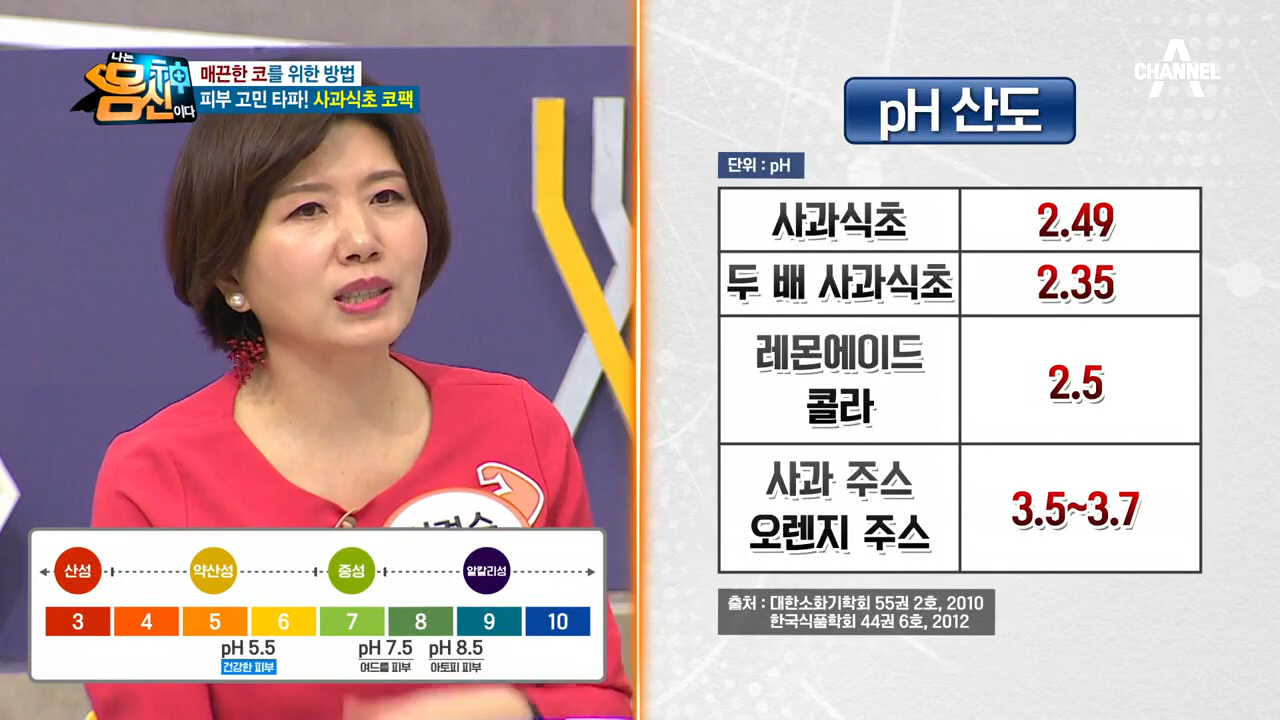 나는
몸신이다
神
매끈한 코를 위한 방법
피부 고민 타파! 사과식초 코팩
CHANNEL A
pH 산도
단위 : pH
사과식초 2.49
두 배 사과식초 2.35
레몬에이드
콜라 2.5
사과 주스
오렌지 주스 3.5~3.7
출처 : 대한소화기학회 55권 2호, 2010
한국식품학회 44권 6호, 2012
산성 약산성 중성 알칼리성
3 4 5 6 7 8 9 10
pH 5.5 pH 7.5 pH 8.5
건강한 피부 여드름 피부 아토피 피부